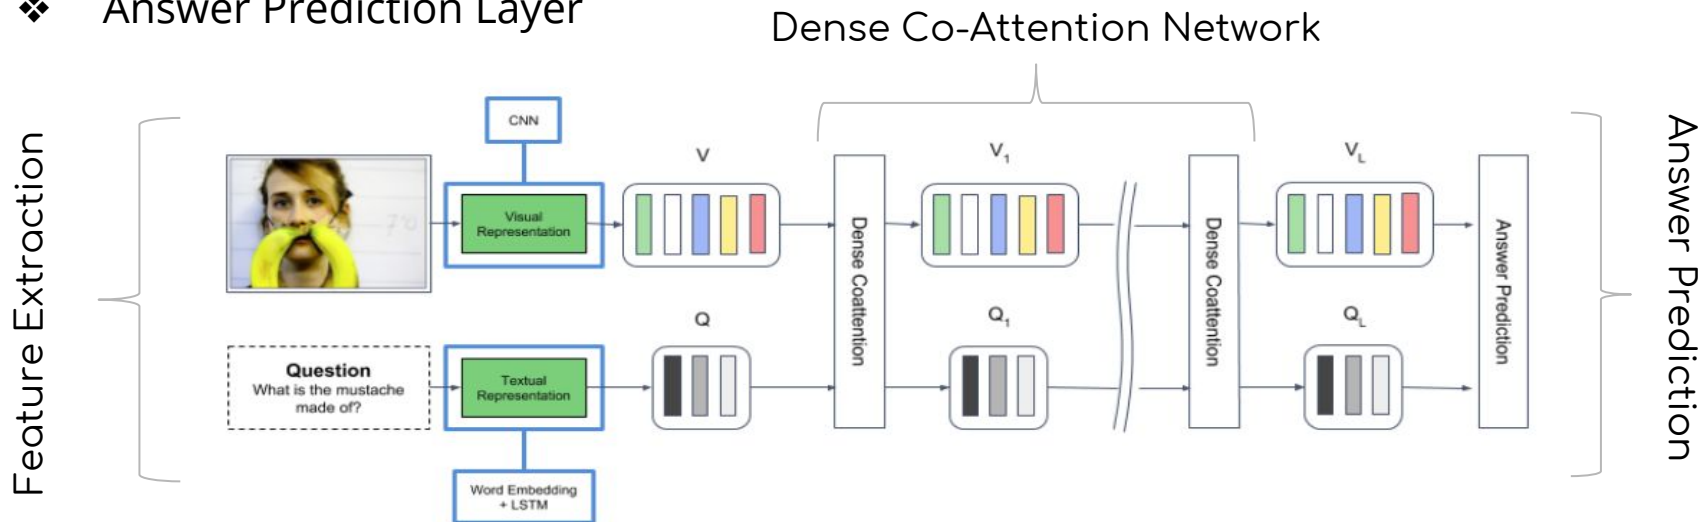 ❖ Answer Prediction Layer
Dense Co-Attention Network
Feature Extraction
CNN
Visual
Representation
V
Dense Coattention
V1
Dense Coattention
VL
Answer Prediction
Answer Prediction
Question
What is the mustache
made of?
Textual
Representation
Q
Q1
QL
Word Embedding
+ LSTM